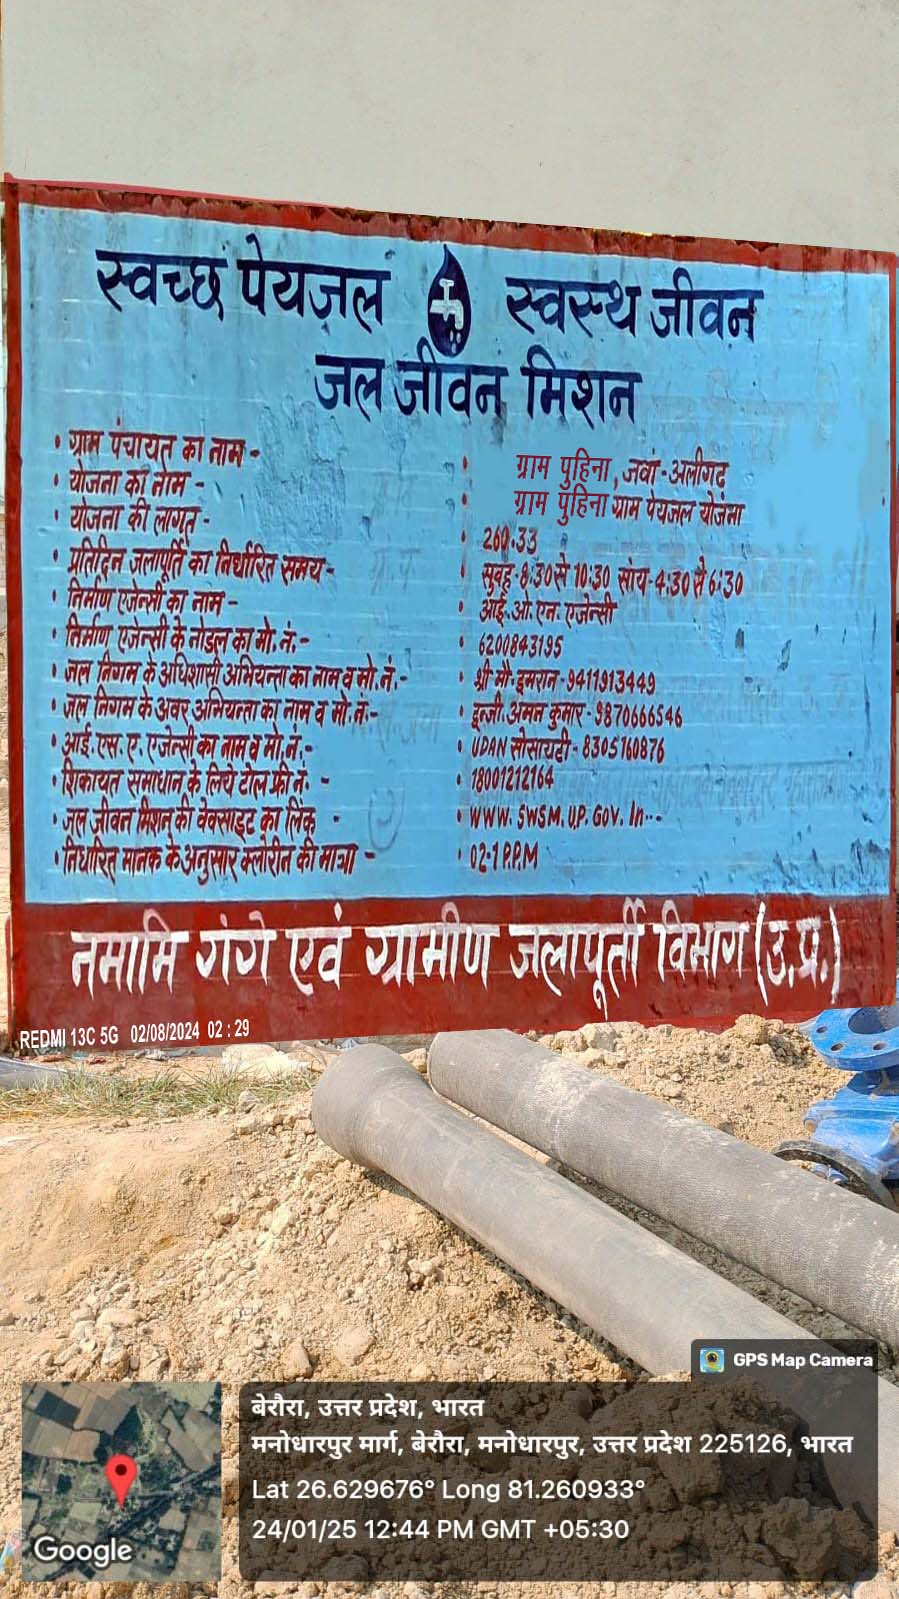 स्वच्छ पेयजल स्वस्थ जीवन
जल जीवन मिशन
• ग्राम पंचायत का नाम - • ग्राम पुहिना, जवां-अलीगढ़
• योजना का नाम - • ग्राम पुहिना ग्राम पेयजल योजना
• योजना की लागत - • 269.33
• प्रतिदिन जलापूर्ति का निर्धारित समय - • सुबह-8:30 से 10:30 सांय-4:30 से 6:30
• निर्माण एजेन्सी का नाम - • आई.ओ.एन. एजेन्सी
• निर्माण एजेन्सी के नोडल का मो. नं.- • 6200843195
• जल निगम के अधिशासी अभियन्ता का नाम व मो. नं.- • श्री मौ. इमरान-9411913449
• जल निगम के अवर अभियन्ता का नाम व मो. नं.- • इन्जी. अमन कुमार-9870666546
• आई.एस.ए. एजेन्सी का नाम व मो. नं.- • UDAN सोसायटी-8305160876
• शिकायत समाधान के लिये टोल फ्री नं. - • 18001212164
• जल जीवन मिशन की वेबसाइट का लिंक - • WWW. SWSM.UP.GOV.In--
• निर्धारित मानक के अनुसार क्लोरीन की मात्रा - • 02-1 P.P.M
नमामि गंगे एवं ग्रामीण जलापूर्ती विभाग (उ.प्र.)
REDMI 13C 5G 02/08/2024 02 : 29
GPS Map Camera
बेरौरा, उत्तर प्रदेश, भारत
मनोधारपुर मार्ग, बेरौरा, मनोधारपुर, उत्तर प्रदेश 225126, भारत
Lat 26.629676° Long 81.260933°
24/01/25 12:44 PM GMT +05:30
Google